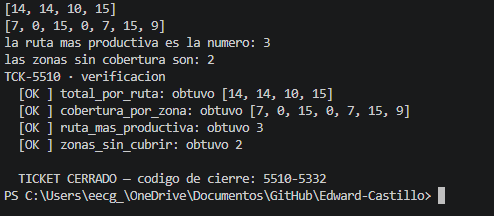 [14, 14, 10, 15]
[7, 0, 15, 0, 7, 15, 9]
la ruta mas productiva es la numero: 3
las zonas sin cobertura son: 2
TCK-5510 · verificacion
[OK ] total_por_ruta: obtuvo [14, 14, 10, 15]
[OK ] cobertura_por_zona: obtuvo [7, 0, 15, 0, 7, 15, 9]
[OK ] ruta_mas_productiva: obtuvo 3
[OK ] zonas_sin_cubrir: obtuvo 2
TICKET CERRADO — codigo de cierre: 5510-5332
PS C:\Users\eecg_\OneDrive\Documentos\GitHub\Edward-Castillo>